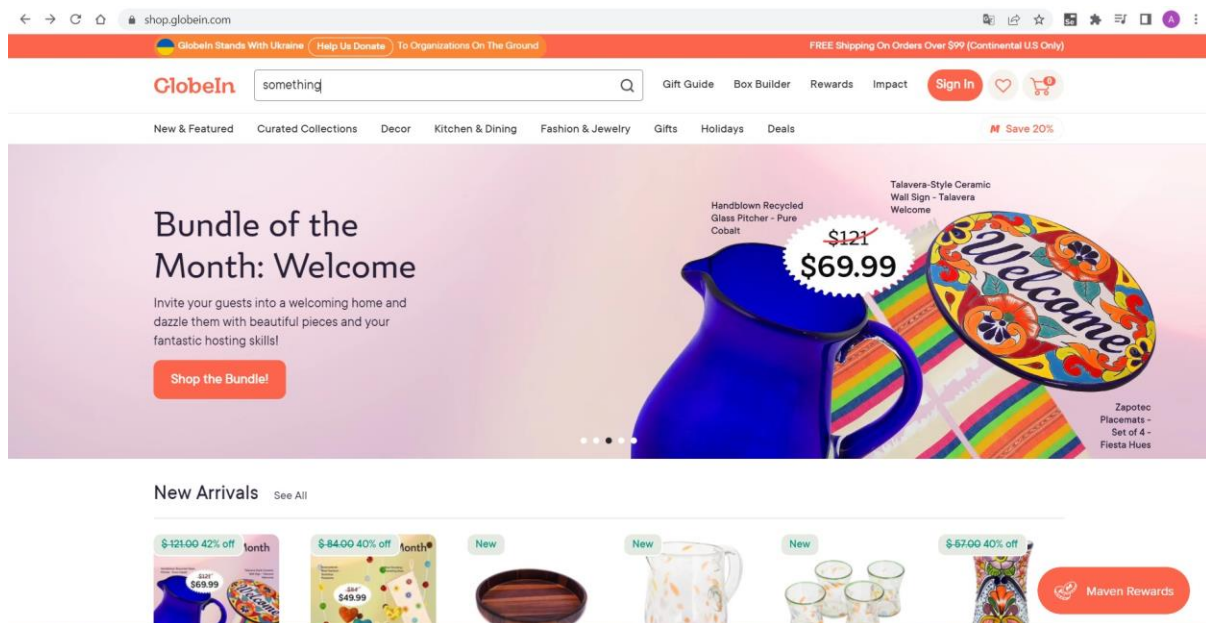 shop.globein.com
GlobeIn Stands With Ukraine Help Us Donate To Organizations On The Ground
FREE Shipping On Orders Over $99 (Continental U.S Only)
GlobeIn something Gift Guide Box Builder Rewards Impact Sign In 0
New & Featured Curated Collections Decor Kitchen & Dining Fashion & Jewelry Gifts Holidays Deals M Save 20%
Bundle of the
Month: Welcome
Invite your guests into a welcoming home and
dazzle them with beautiful pieces and your
fantastic hosting skills!
Shop the Bundle!
Handblown Recycled
Glass Pitcher - Pure
Cobalt
Talavera-Style Ceramic
Wall Sign - Talavera
Welcome
$121
$69.99
Welcome
Zapotec
Placemats -
Set of 4 -
Fiesta Hues
New Arrivals See All
$ 121.00 42% off
Month
$121
$69.99
$ 84.00 40% off
Month
$84
$49.99
New
New
New
$ 57.00 40% off
Maven Rewards
A